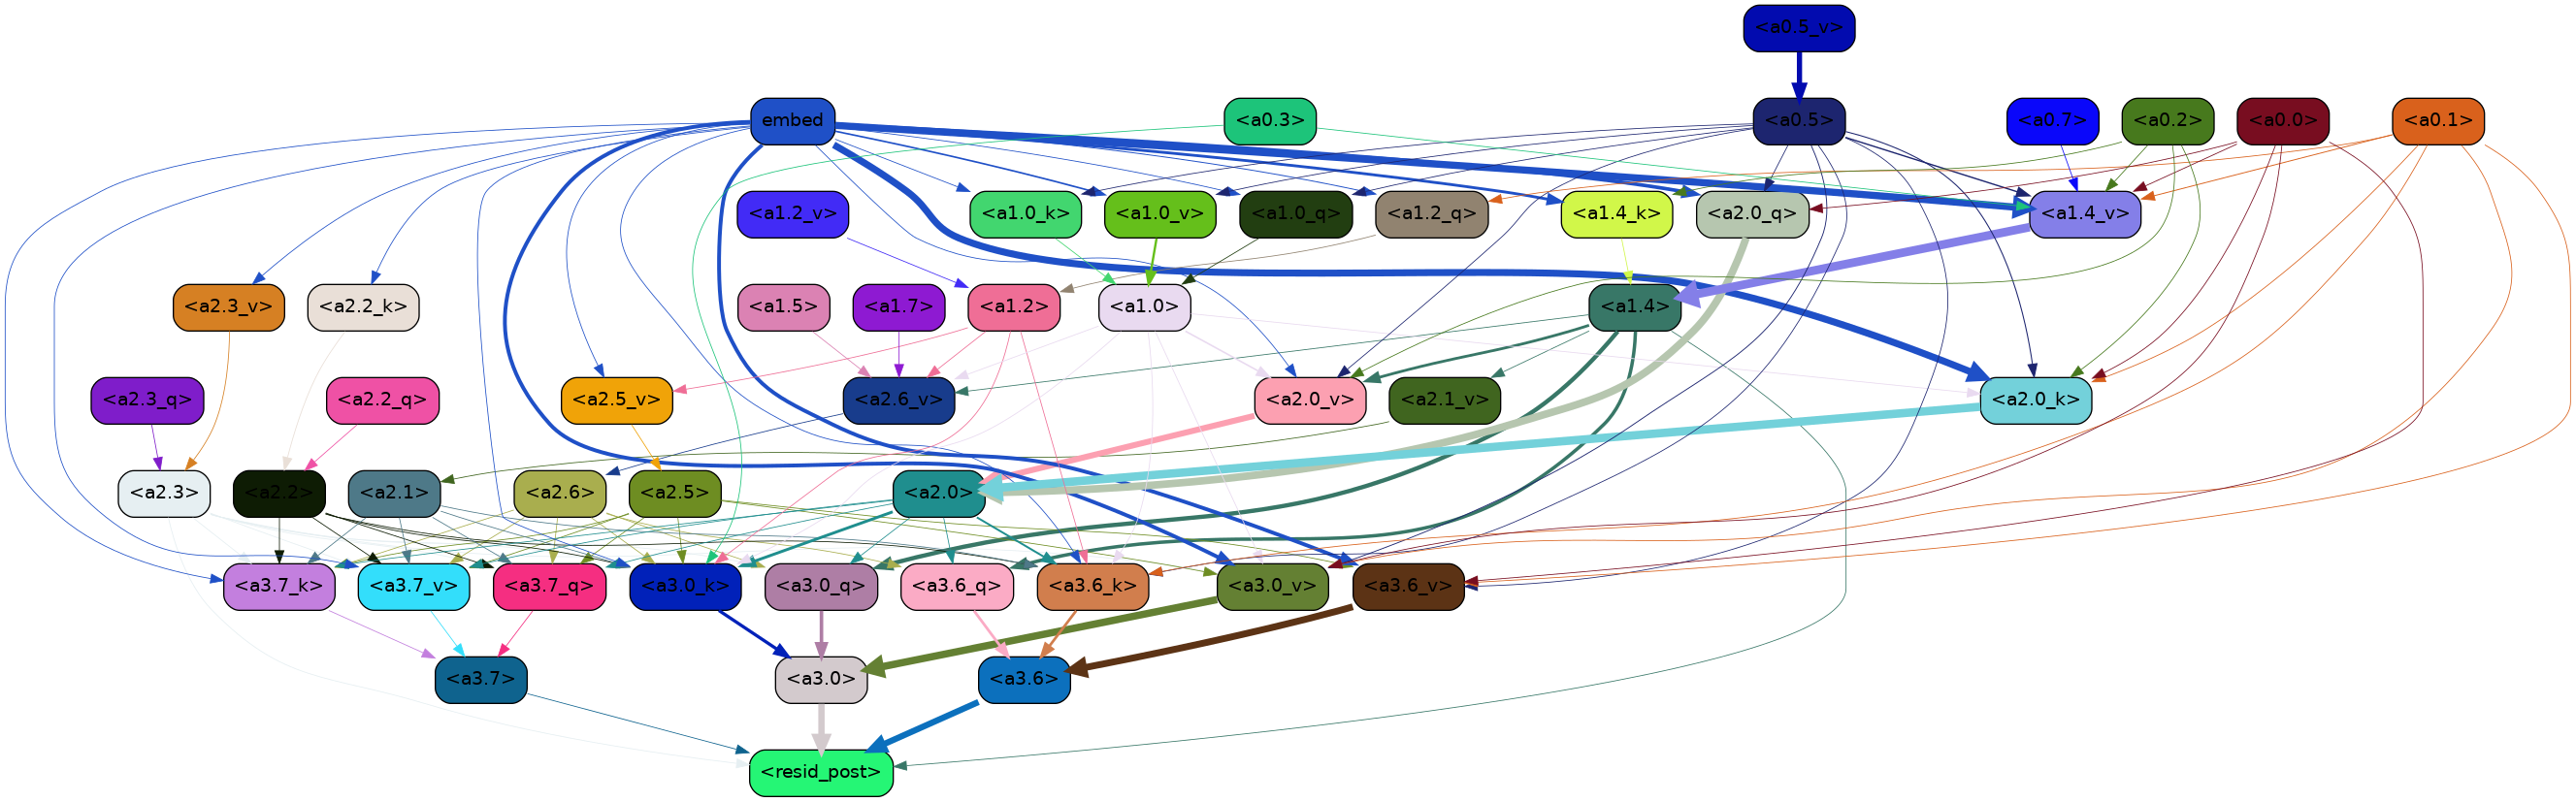 <a0.5_v>
embed
<a0.3>
<a0.5>
<a0.7>
<a0.2>
<a0.0>
<a0.1>
<a1.2_v>
<a1.0_k>
<a1.0_v>
<a1.0_q>
<a1.2_q>
<a1.4_k>
<a2.0_q>
<a1.4_v>
<a2.3_v>
<a2.2_k>
<a1.5>
<a1.7>
<a1.2>
<a1.0>
<a1.4>
<a2.3_q>
<a2.2_q>
<a2.5_v>
<a2.6_v>
<a2.0_v>
<a2.1_v>
<a2.0_k>
<a2.3>
<a2.2>
<a2.1>
<a2.6>
<a2.5>
<a2.0>
<a3.7_k>
<a3.7_v>
<a3.7_q>
<a3.0_k>
<a3.0_q>
<a3.6_q>
<a3.6_k>
<a3.0_v>
<a3.6_v>
<a3.7>
<a3.0>
<a3.6>
<resid_post>